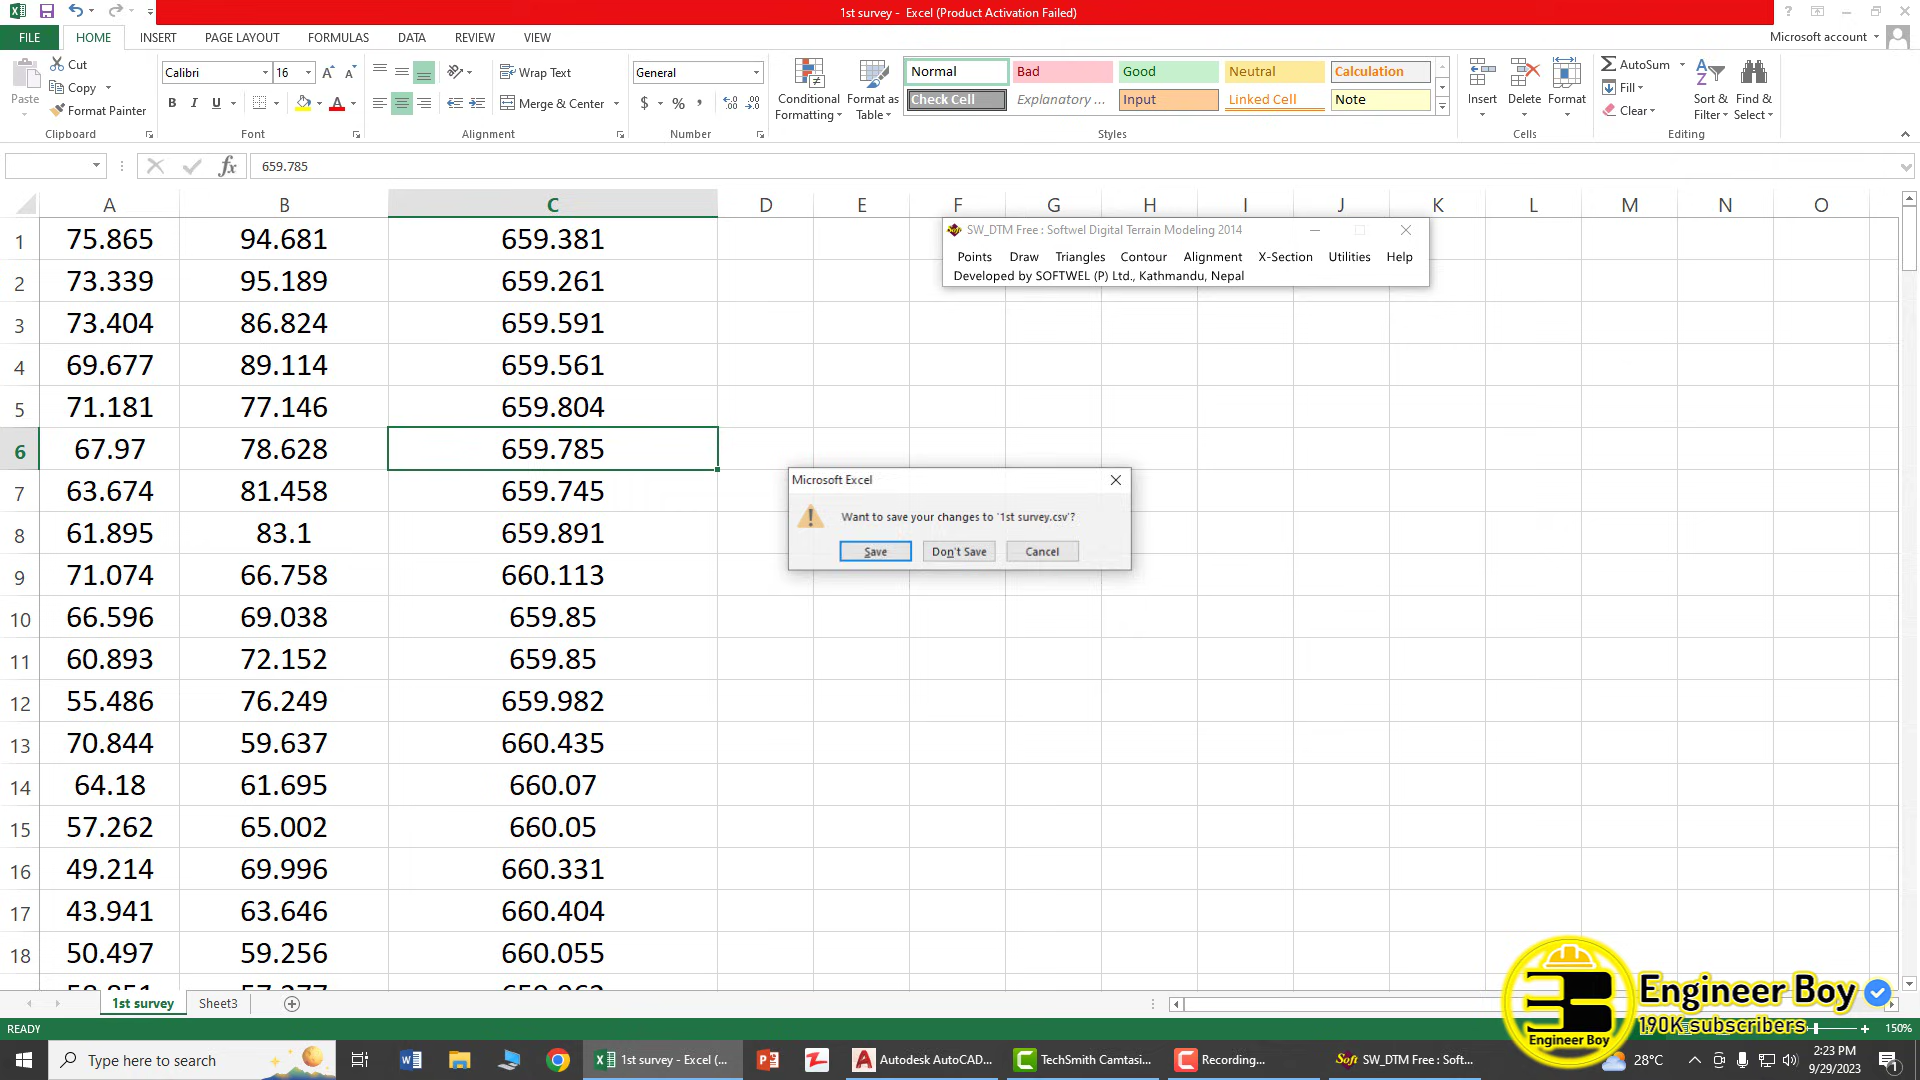 1st survey - Excel (Product Activation Failed)
FILE HOME INSERT PAGE LAYOUT FORMULAS DATA REVIEW VIEW Microsoft account
Cut Calibri 16 Wrap Text General Normal Bad Good Neutral Calculation AutoSum
Paste Copy Conditional Format as Insert Delete Format Fill Sort & Find &
Format Painter B I U Merge & Center $ % Formatting Table Check Cell Explanatory ... Input Linked Cell Note Clear Filter Select
Clipboard Font Alignment Number Styles Cells Editing
fx 659.785
A B C D E F G H I J K L M N O
1 75.865 94.681 659.381
SW_DTM Free : Softwel Digital Terrain Modeling 2014
Points Draw Triangles Contour Alignment X-Section Utilities Help
Developed by SOFTWEL (P) Ltd., Kathmandu, Nepal
2 73.339 95.189 659.261
3 73.404 86.824 659.591
4 69.677 89.114 659.561
5 71.181 77.146 659.804
6 67.97 78.628 659.785
Microsoft Excel
Want to save your changes to '1st survey.csv'?
Save Don't Save Cancel
7 63.674 81.458 659.745
8 61.895 83.1 659.891
9 71.074 66.758 660.113
10 66.596 69.038 659.85
11 60.893 72.152 659.85
12 55.486 76.249 659.982
13 70.844 59.637 660.435
14 64.18 61.695 660.07
15 57.262 65.002 660.05
16 49.214 69.996 660.331
17 43.941 63.646 660.404
18 50.497 59.256 660.055
1st survey Sheet3
Engineer Boy
190K subscribers
Engineer Boy
READY 150%
Type here to search 1st survey - Excel (... Autodesk AutoCAD... TechSmith Camtasi... Recording... SW_DTM Free : Soft... 28°C 2:23 PM
9/29/2023